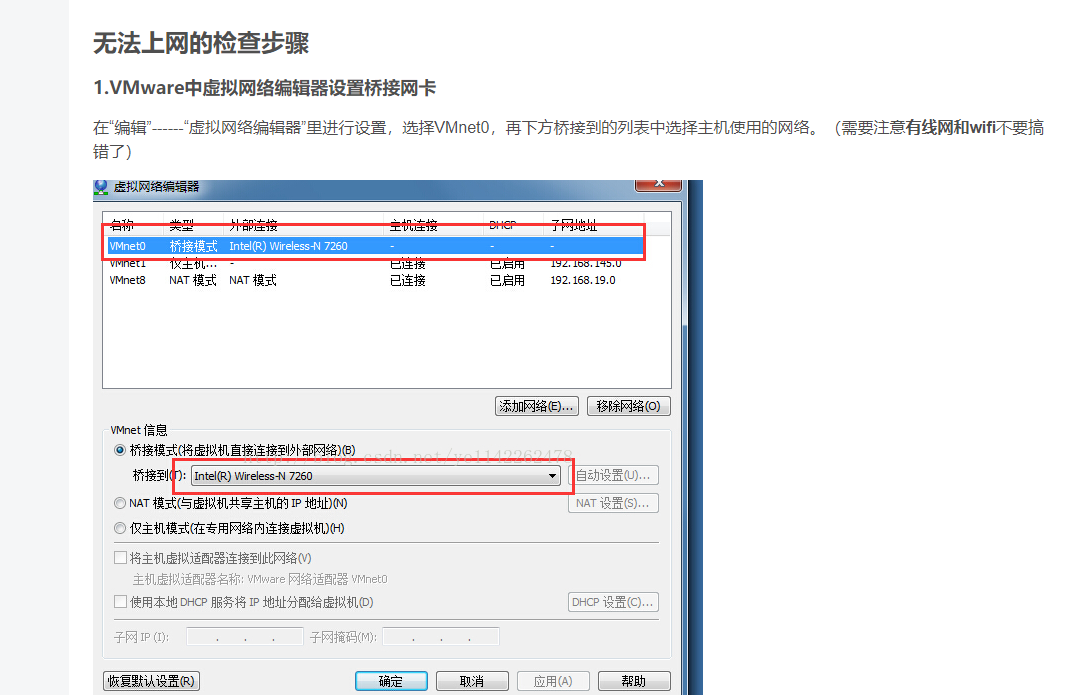 无法上网的检查步骤
1.VMware中虚拟网络编辑器设置桥接网卡
在“编辑”------“虚拟网络编辑器”里进行设置，选择VMnet0，再下方桥接到的列表中选择主机使用的网络。（需要注意有线网和wifi不要搞
错了）
虚拟网络编辑器
名称 类型 外部连接 主机连接 DHCP 子网地址
VMnet0 桥接模式 Intel(R) Wireless-N 7260 - - -
VMnet1 仅主机... - 已连接 已启用 192.168.145.0
VMnet8 NAT 模式 NAT 模式 已连接 已启用 192.168.19.0
添加网络(E)... 移除网络(O)
VMnet 信息
桥接模式(将虚拟机直接连接到外部网络)(B)
桥接到(T): Intel(R) Wireless-N 7260 自动设置(U)...
NAT 模式(与虚拟机共享主机的 IP 地址)(N) NAT 设置(S)...
仅主机模式(在专用网络内连接虚拟机)(H)
将主机虚拟适配器连接到此网络(V)
主机虚拟适配器名称: VMware 网络适配器 VMnet0
使用本地 DHCP 服务将 IP 地址分配给虚拟机(D) DHCP 设置(C)...
子网 IP (I): . . . 子网掩码(M): . . .
恢复默认设置(R) 确定 取消 应用(A) 帮助